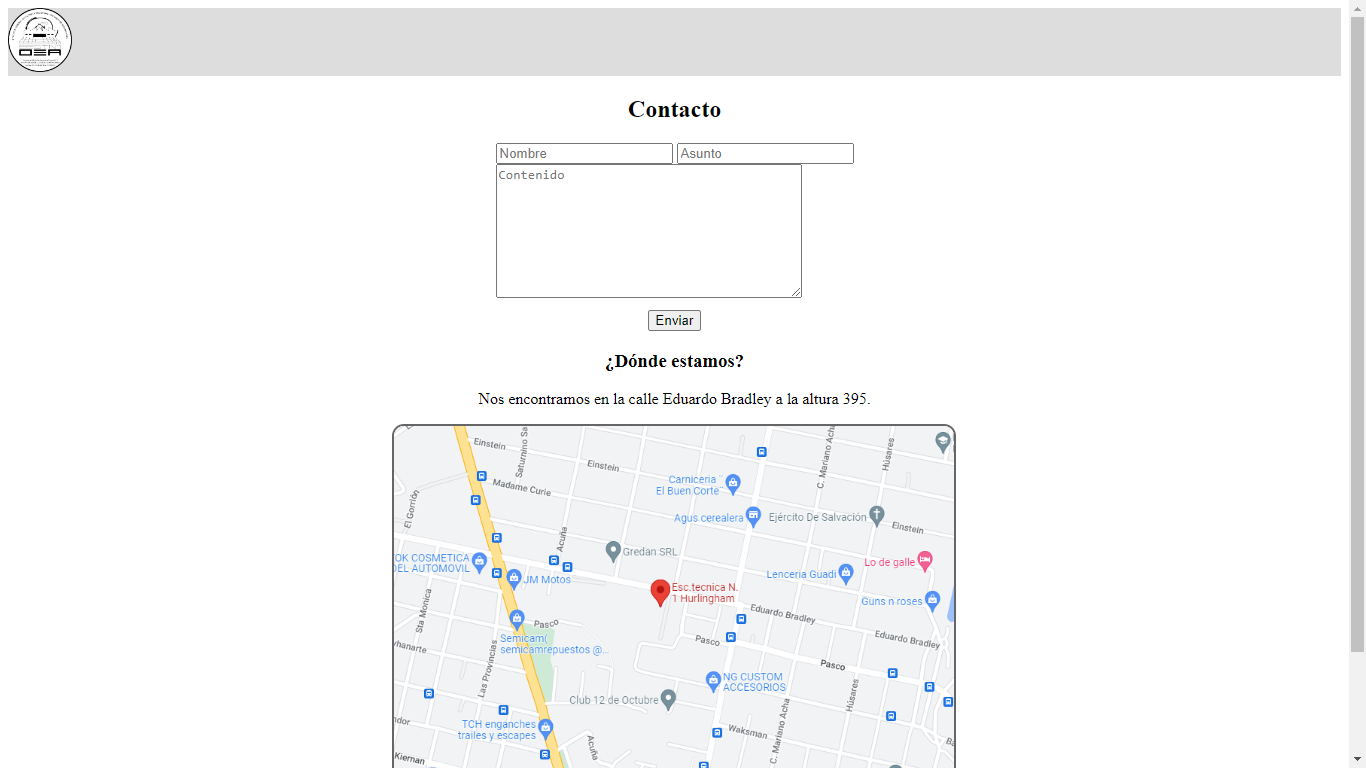 OEA
Contacto
Nombre
Asunto
Contenido
Enviar
¿Dónde estamos?
Nos encontramos en la calle Eduardo Bradley a la altura 395.
Einstein
Saturnino Sa
Einstein
C. Mariano Acha
Húsares
Carniceria
El Buen Corte
Madame Curie
El Gorrión
Agus cerealera
Ejército De Salvación
Einstein
Acuña
Gredan SRL
OK COSMETICA
DEL AUTOMOVIL
JM Motos
Lenceria Guadi
Lo de galle
Esc.tecnica N.
1 Hurlingham
Guns n roses
Sta Monica
Eduardo Bradley
Pasco
Eduardo Bradley
Semicam(
semicamrepuestos @...
Pasco
yhanarte
Pasco
Las Provincias
NG CUSTOM
ACCESORIOS
Club 12 de Octubre
Húsares
C. Mariano Acha
TCH enganches
trailes y escapes
ndor
Waksman
Acuña
Ba
Kiernan